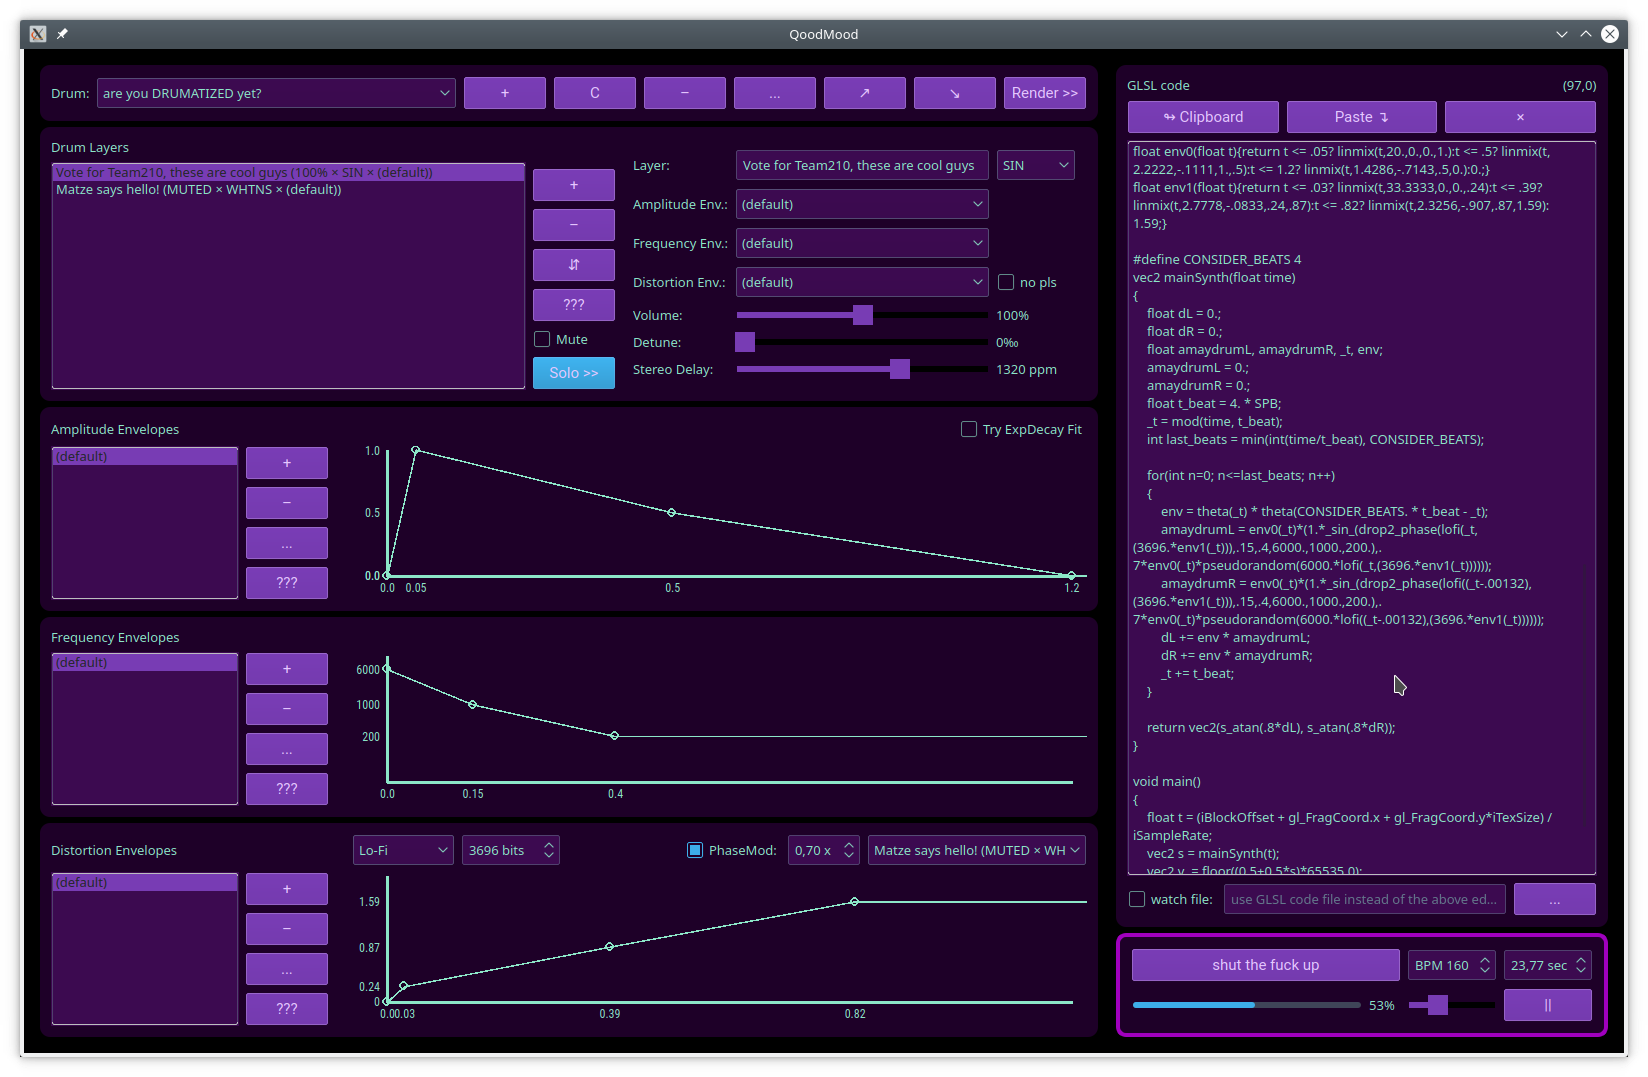 QoodMood
Drum: are you DRUMATIZED yet? + C − ... ↗ ↘ Render >>
Drum Layers
Vote for Team210, these are cool guys (100% × SIN × (default))
Matze says hello! (MUTED × WHTNS × (default))
+
−
⇵
???
Mute
Solo >>
Layer: Vote for Team210, these are cool guys SIN
Amplitude Env.: (default)
Frequency Env.: (default)
Distortion Env.: (default) no pls
Volume: 100%
Detune: 0‰
Stereo Delay: 1320 ppm
Amplitude Envelopes
Try ExpDecay Fit
(default)
+
−
...
???
1.0
0.5
0.0
0.0 0.05 0.5 1.2
Frequency Envelopes
(default)
+
−
...
???
6000
1000
200
0.0 0.15 0.4
Distortion Envelopes Lo-Fi 3696 bits PhaseMod: 0,70 x Matze says hello! (MUTED × WH
(default)
+
−
...
???
1.59
0.87
0.24
0
0.00.03 0.39 0.82
GLSL code (97,0)
↬ Clipboard Paste ↴ ×
float env0(float t){return t <= .05? linmix(t,20.,0.,0.,1.):t <= .5? linmix(t,
2.2222,-.1111,1.,.5):t <= 1.2? linmix(t,1.4286,-.7143,.5,0.):0.;}
float env1(float t){return t <= .03? linmix(t,33.3333,0.,0.,.24):t <= .39?
linmix(t,2.7778,-.0833,.24,.87):t <= .82? linmix(t,2.3256,-.907,.87,1.59):
1.59;}
#define CONSIDER_BEATS 4
vec2 mainSynth(float time)
{
float dL = 0.;
float dR = 0.;
float amaydrumL, amaydrumR, _t, env;
amaydrumL = 0.;
amaydrumR = 0.;
float t_beat = 4. * SPB;
_t = mod(time, t_beat);
int last_beats = min(int(time/t_beat), CONSIDER_BEATS);
for(int n=0; n<=last_beats; n++)
{
env = theta(_t) * theta(CONSIDER_BEATS. * t_beat - _t);
amaydrumL = env0(_t)*(1.*_sin_(drop2_phase(lofi(_t,
(3696.*env1(_t))),.15,.4,6000.,1000.,200.),.
7*env0(_t)*pseudorandom(6000.*lofi(_t,(3696.*env1(_t))))));
amaydrumR = env0(_t)*(1.*_sin_(drop2_phase(lofi((_t-.00132),
(3696.*env1(_t))),.15,.4,6000.,1000.,200.),.
7*env0(_t)*pseudorandom(6000.*lofi((_t-.00132),(3696.*env1(_t))))));
dL += env * amaydrumL;
dR += env * amaydrumR;
_t += t_beat;
}
return vec2(s_atan(.8*dL), s_atan(.8*dR));
}
void main()
{
float t = (iBlockOffset + gl_FragCoord.x + gl_FragCoord.y*iTexSize) /
iSampleRate;
vec2 s = mainSynth(t);
vec2 v = floor((0.5+0.5*s)*65535.0);
watch file: use GLSL code file instead of the above ed... ...
shut the fuck up BPM 160 23,77 sec
53% ||